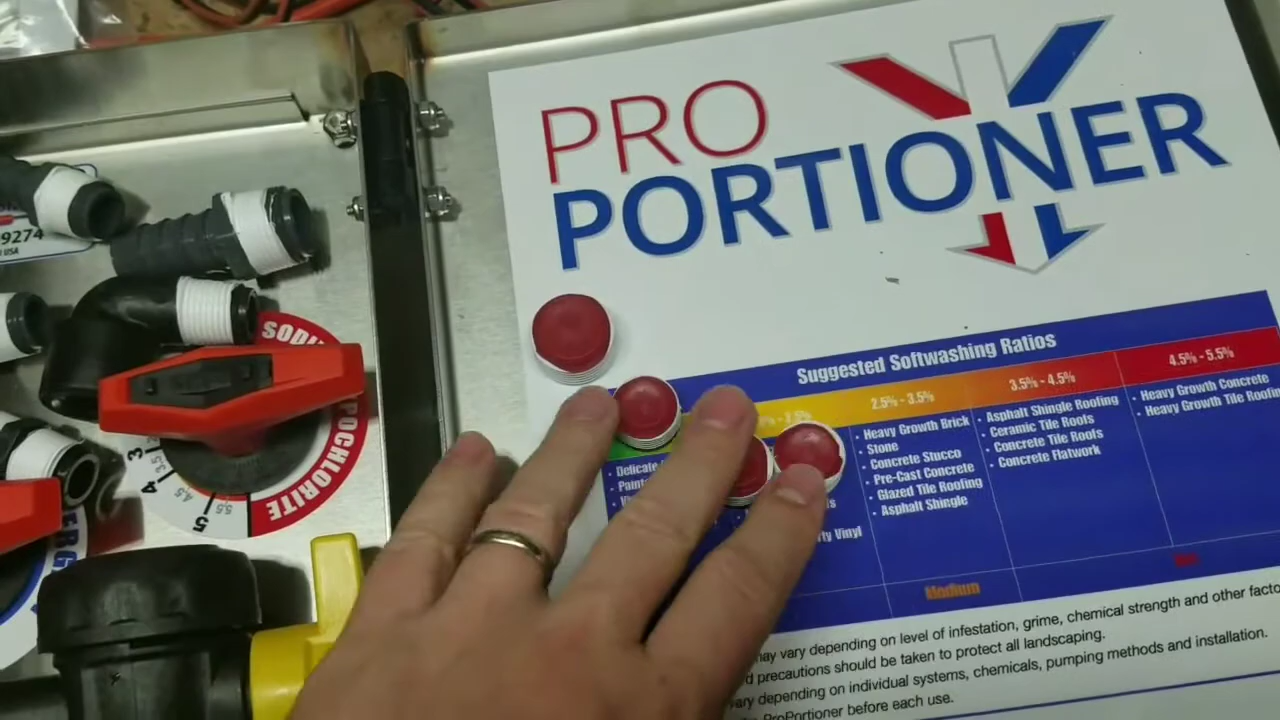 PRO
PORTIONER
9274
USA
SODI
POCHLORITE
3
3.5
4
4.5
5
5.5
Suggested Softwashing Ratios
2.5% - 3.5%
3.5% - 4.5%
4.5% - 5.5%
Delicate
• Heavy Growth Brick
• Stone
• Concrete Stucco
• Pre-Cast Concrete
• Glazed Tile Roofing
• Asphalt Shingle
• Asphalt Shingle Roofing
• Ceramic Tile Roofs
• Concrete Tile Roofs
• Concrete Flatwork
• Heavy Growth Concrete
• Heavy Growth Tile Roofin
rty Vinyl
Medium
may vary depending on level of infestation, grime, chemical strength and other facto
d precautions should be taken to protect all landscaping.
vary depending on individual systems, chemicals, pumping methods and installation.
ProPortioner before each use.